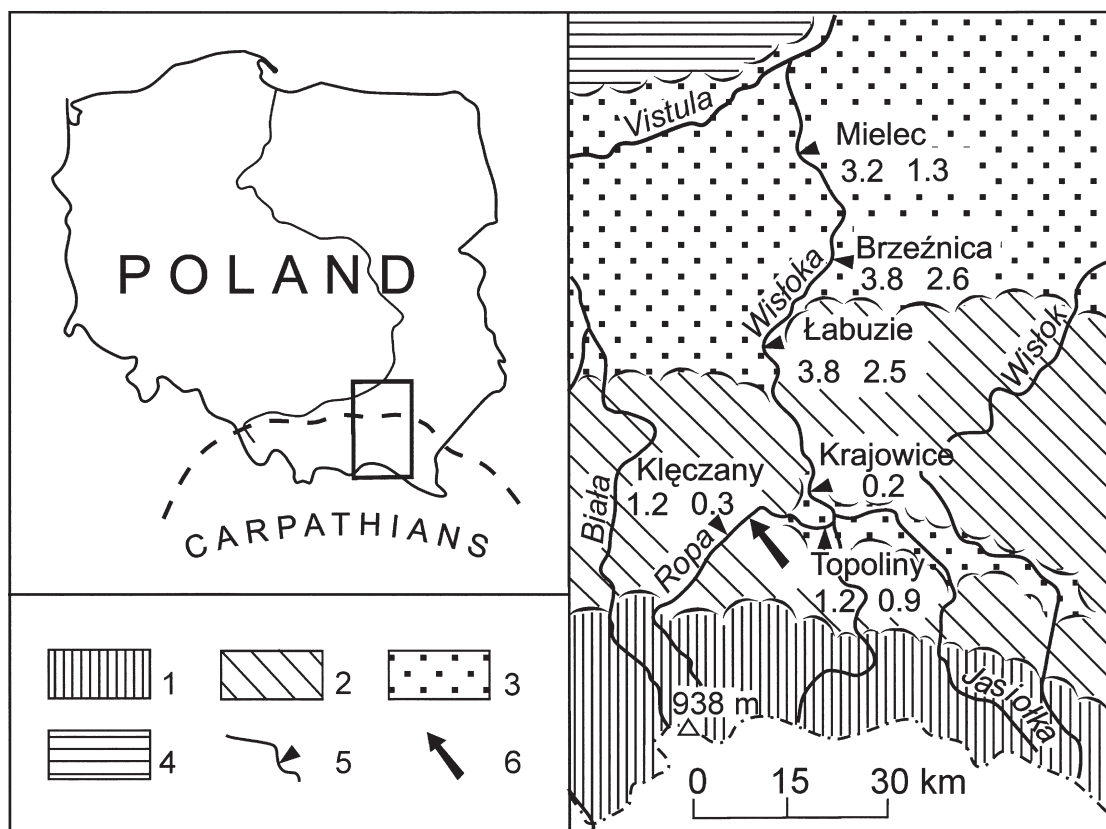 POLAND
CARPATHIANS
1
2
3
4
5
6
Vistula
Mielec
3.2 1.3
Brzeźnica
3.8 2.6
Wisłoka
Łabuzie
3.8 2.5
Wisłok
Klęczany
1.2 0.3
Krajowice
0.2
Biała
Ropa
Topoliny
1.2 0.9
Jasiołka
938 m
0 15 30 km